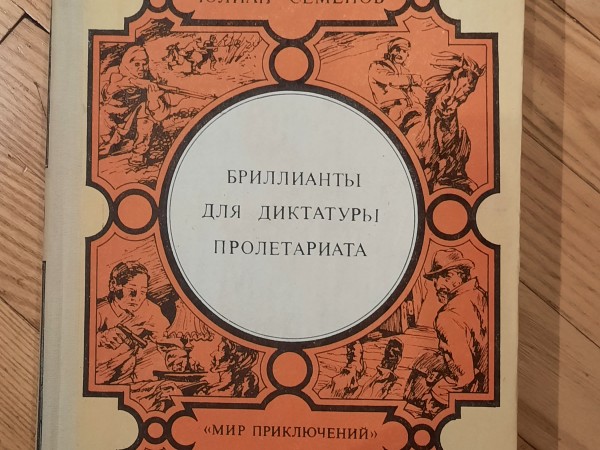 ЮЛИАН СЕМЕНОВ
БРИЛЛИАНТЫ
ДЛЯ ДИКТАТУРЫ
ПРОЛЕТАРИАТА
«МИР ПРИКЛЮЧЕНИЙ»